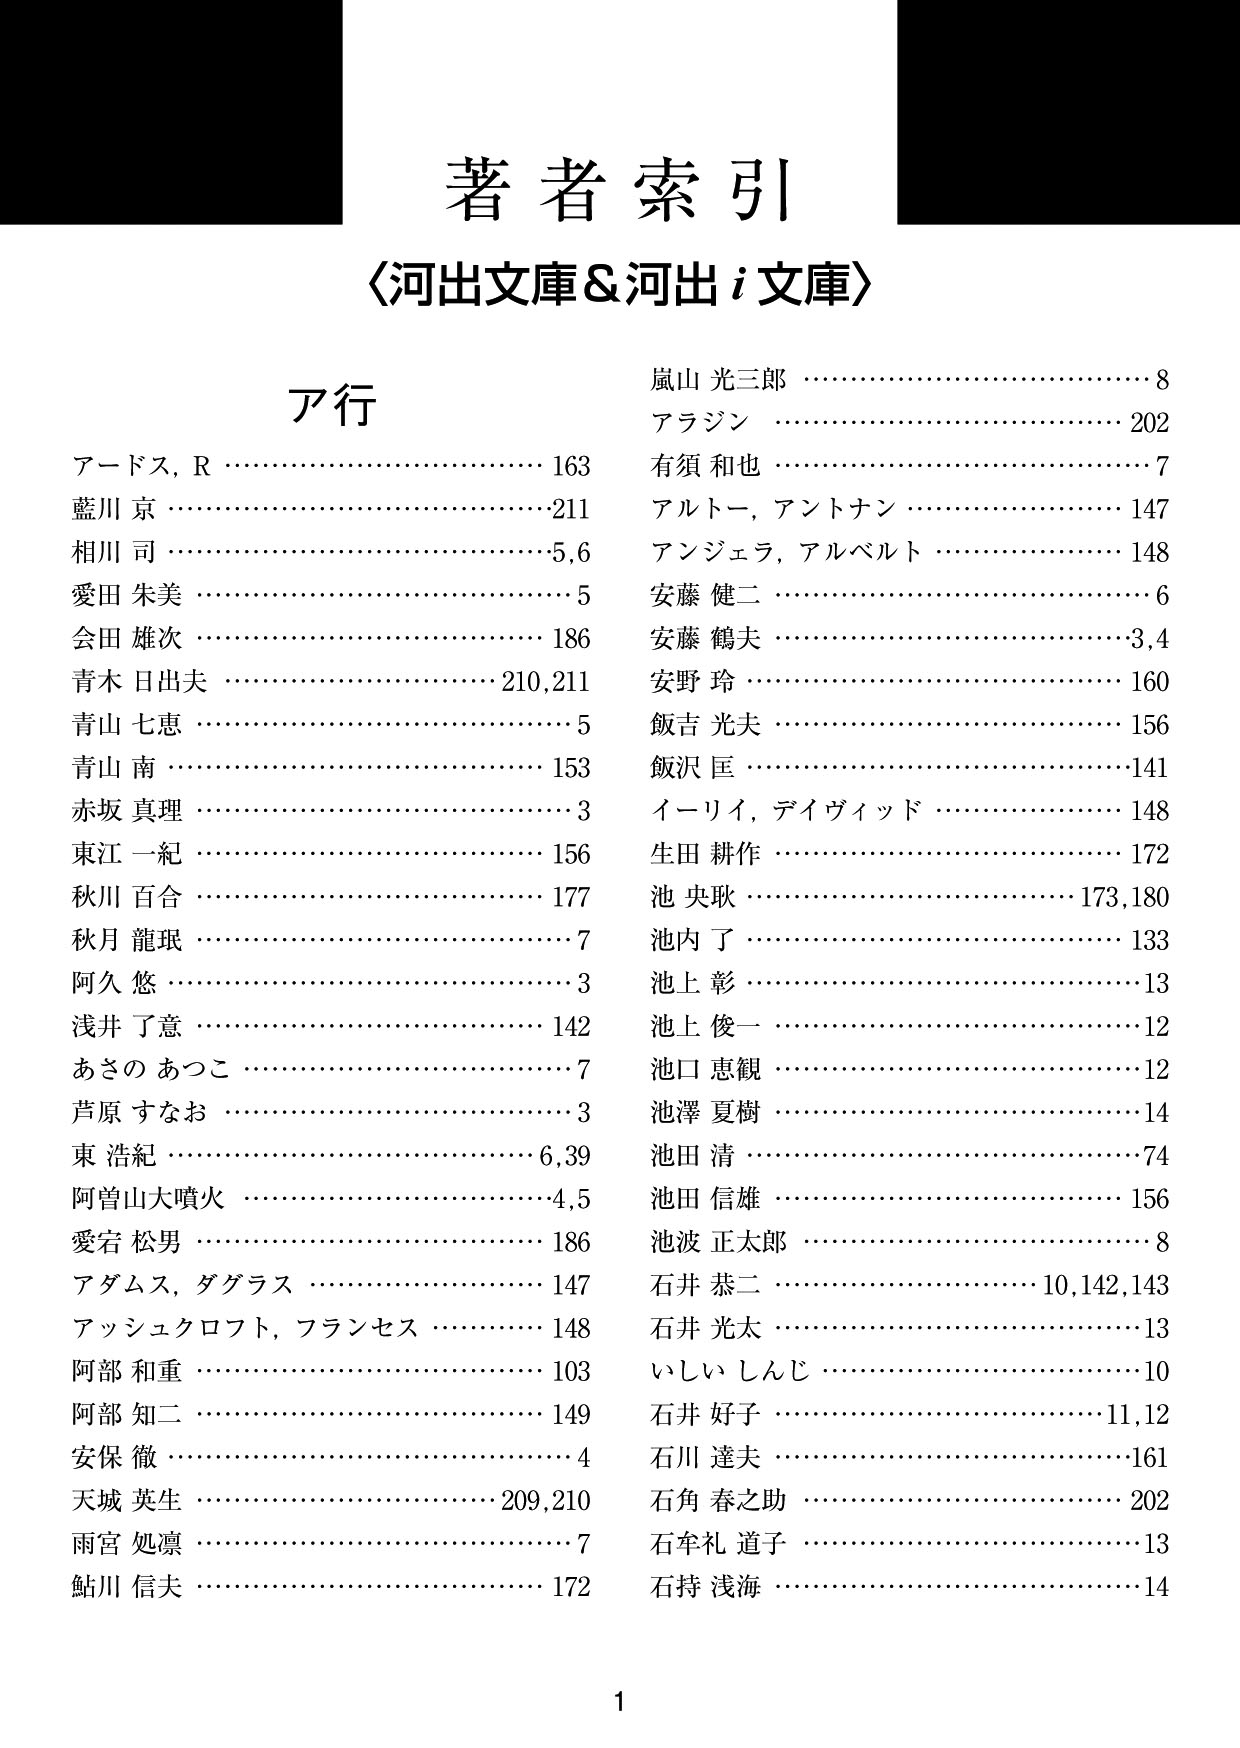 著者索引
〈河出文庫&河出i文庫〉
ア行
アードス, R ……………………………… 163
藍川 京 ……………………………………211
相川 司 ……………………………………5,6
愛田 朱美 …………………………………… 5
会田 雄次 ………………………………… 186
青木 日出夫 ………………………… 210,211
青山 七恵 …………………………………… 5
青山 南 …………………………………… 153
赤坂 真理 …………………………………… 3
東江 一紀 ………………………………… 156
秋川 百合 ………………………………… 177
秋月 龍珉 …………………………………… 7
阿久 悠 ……………………………………… 3
浅井 了意 ………………………………… 142
あさの あつこ ……………………………… 7
芦原 すなお ………………………………… 3
東 浩紀 ………………………………… 6,39
阿曽山大噴火 ……………………………4,5
愛宕 松男 ………………………………… 186
アダムス, ダグラス …………………… 147
アッシュクロフト, フランセス ………… 148
阿部 和重 ………………………………… 103
阿部 知二 ………………………………… 149
安保 徹 ……………………………………… 4
天城 英生 …………………………… 209,210
雨宮 処凛 …………………………………… 7
鮎川 信夫 ………………………………… 172
嵐山 光三郎 ……………………………… 8
アラジン ………………………………… 202
有須 和也 …………………………………… 7
アルトー, アントナン …………………… 147
アンジェラ, アルベルト ………………… 148
安藤 健二 …………………………………… 6
安藤 鶴夫 …………………………………3,4
安野 玲 …………………………………… 160
飯吉 光夫 ………………………………… 156
飯沢 匡 ……………………………………141
イーリイ, デイヴィッド ………………… 148
生田 耕作 ………………………………… 172
池 央耿 ……………………………… 173,180
池内 了 …………………………………… 133
池上 彰 ……………………………………13
池上 俊一 …………………………………12
池口 恵観 …………………………………12
池澤 夏樹 …………………………………14
池田 清 ……………………………………74
池田 信雄 ………………………………… 156
池波 正太郎 ……………………………… 8
石井 恭二 ……………………… 10,142,143
石井 光太 …………………………………13
いしい しんじ ……………………………10
石井 好子 ………………………………11,12
石川 達夫 …………………………………161
石角 春之助 ……………………………… 202
石牟礼 道子 ………………………………13
石持 浅海 …………………………………14
1